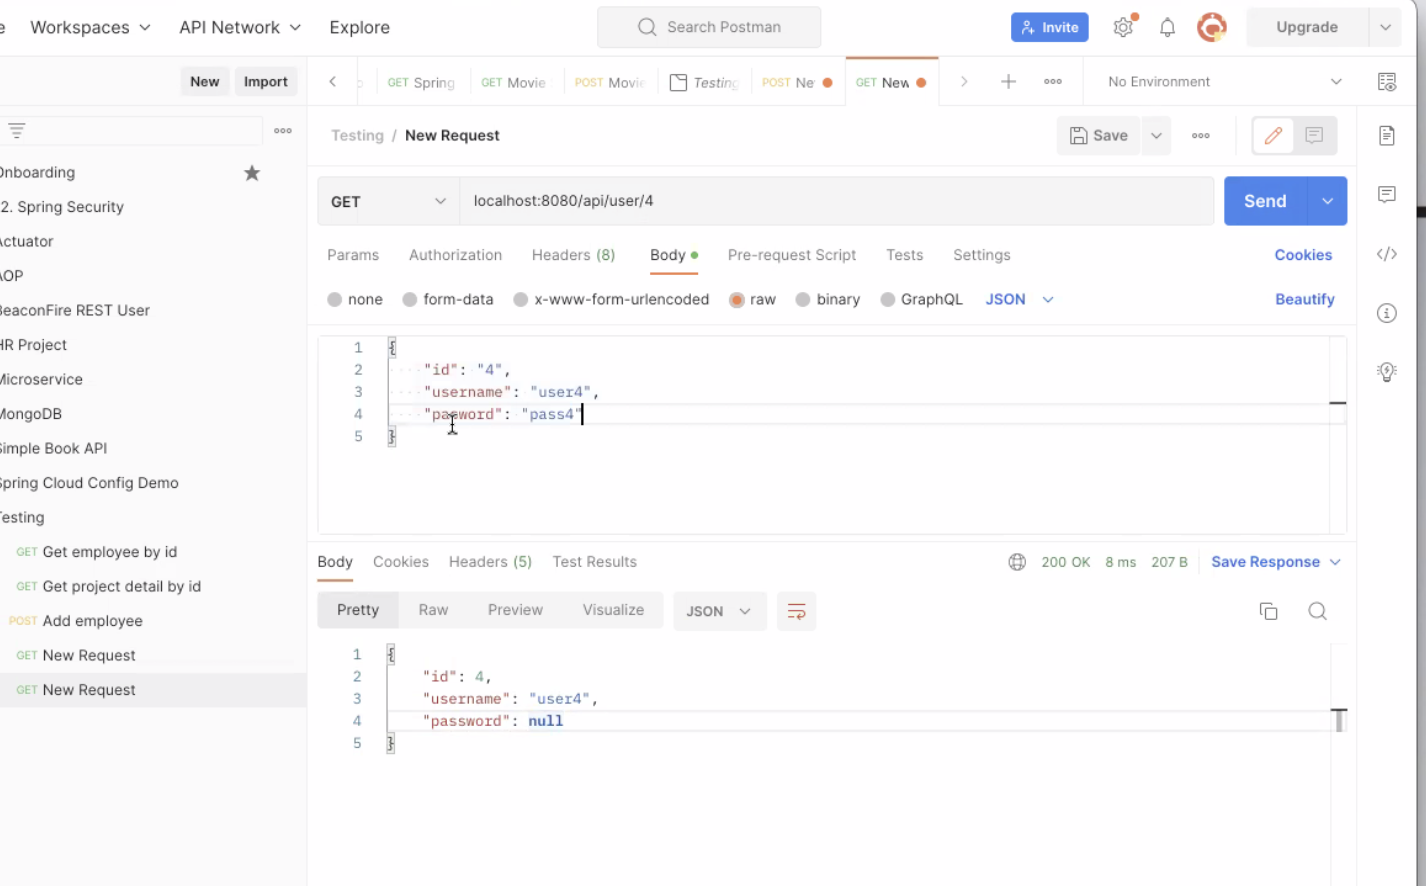 e Workspaces API Network Explore Search Postman Invite Upgrade
New Import GET Spring GET Movie POST Movie Testing POST Ne GET New No Environment
Testing / New Request Save
Onboarding
2. Spring Security
Actuator
AOP
BeaconFire REST User
HR Project
Microservice
MongoDB
Simple Book API
Spring Cloud Config Demo
Testing
GET Get employee by id
GET Get project detail by id
POST Add employee
GET New Request
GET New Request
GET localhost:8080/api/user/4 Send
Params Authorization Headers (8) Body Pre-request Script Tests Settings Cookies
none form-data x-www-form-urlencoded raw binary GraphQL JSON Beautify
1 {
2 "id": "4",
3 "username": "user4",
4 "pasword": "pass4"
5 }
Body Cookies Headers (5) Test Results 200 OK 8 ms 207 B Save Response
Pretty Raw Preview Visualize JSON
1 {
2 "id": 4,
3 "username": "user4",
4 "password": null
5 }